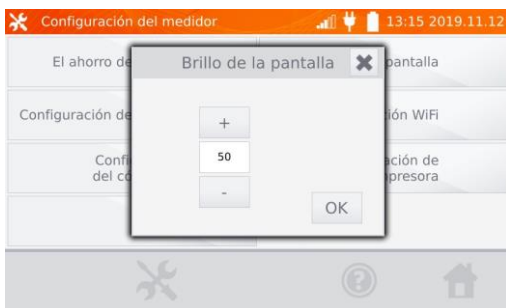 Configuración del medidor
13:15 2019.11.12
El ahorro de
Brillo de la pantalla
pantalla
Configuración de
+
ión WiFi
50
Confi
del có
ación de
presora
-
OK